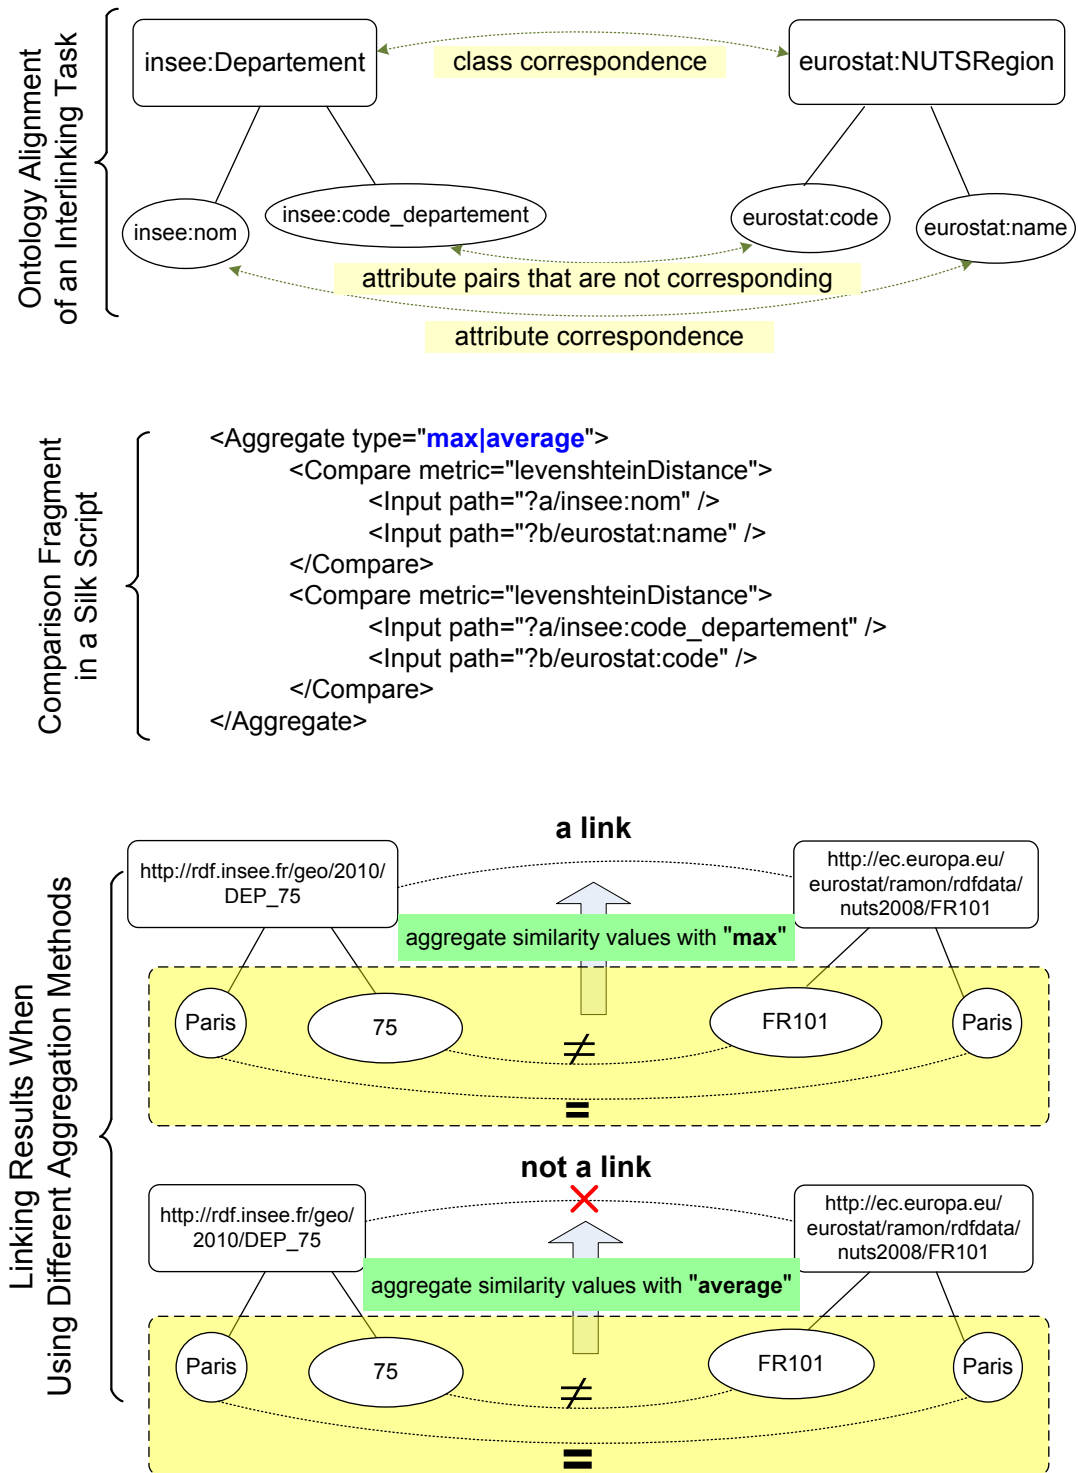 Ontology Alignment
of an Interlinking Task
insee:Departement
class correspondence
eurostat:NUTSRegion
insee:nom
insee:code_departement
eurostat:code
eurostat:name
attribute pairs that are not corresponding
attribute correspondence
Comparison Fragment
in a Silk Script
<Aggregate type="max|average">
<Compare metric="levenshteinDistance">
<Input path="?a/insee:nom" />
<Input path="?b/eurostat:name" />
</Compare>
<Compare metric="levenshteinDistance">
<Input path="?a/insee:code_departement" />
<Input path="?b/eurostat:code" />
</Compare>
</Aggregate>
Linking Results When
Using Different Aggregation Methods
a link
http://rdf.insee.fr/geo/2010/
DEP_75
http://ec.europa.eu/
eurostat/ramon/rdfdata/
nuts2008/FR101
aggregate similarity values with "max"
Paris
75
≠
FR101
Paris
=
not a link
http://rdf.insee.fr/geo/
2010/DEP_75
http://ec.europa.eu/
eurostat/ramon/rdfdata/
nuts2008/FR101
aggregate similarity values with "average"
Paris
75
≠
FR101
Paris
=